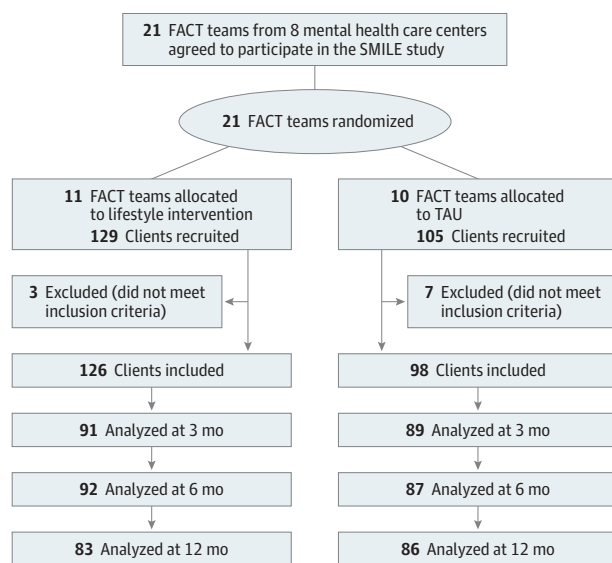 21 FACT teams from 8 mental health care centers
agreed to participate in the SMILE study
21 FACT teams randomized
11 FACT teams allocated
to lifestyle intervention
129 Clients recruited
10 FACT teams allocated
to TAU
105 Clients recruited
3 Excluded (did not meet
inclusion criteria)
7 Excluded (did not meet
inclusion criteria)
126 Clients included
98 Clients included
91 Analyzed at 3 mo
89 Analyzed at 3 mo
92 Analyzed at 6 mo
87 Analyzed at 6 mo
83 Analyzed at 12 mo
86 Analyzed at 12 mo